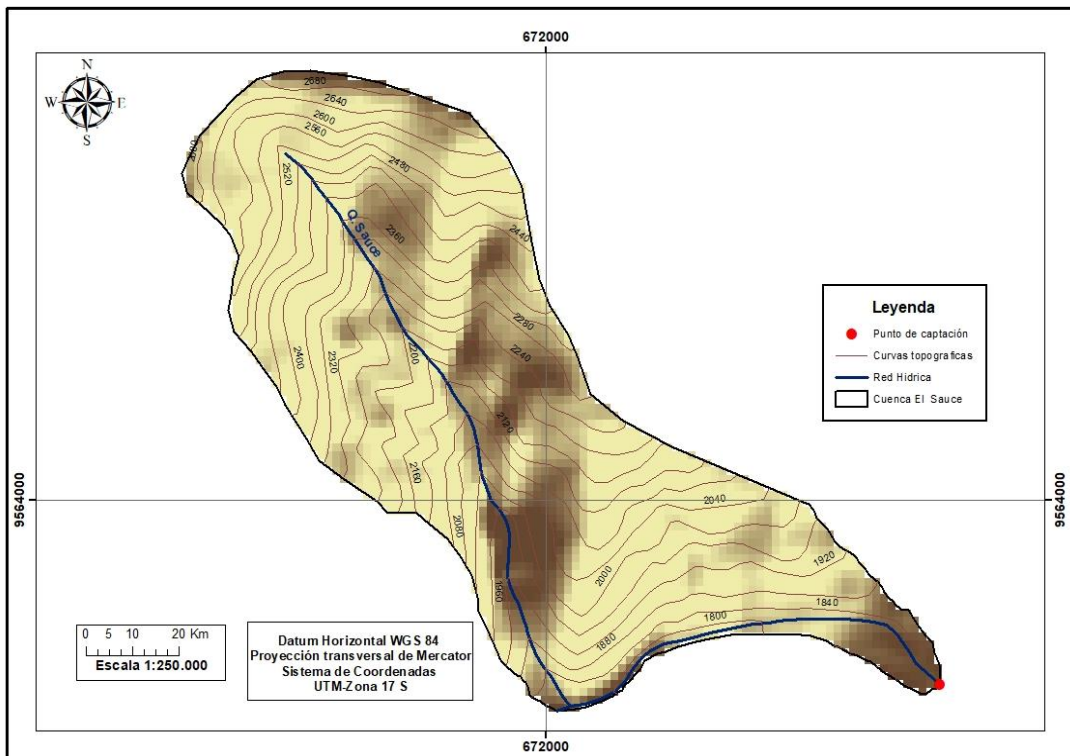 672000
N
W E
S
2680
2640
2600
2560
2520
2480
2440
Q. Sauce
2360
2280
2240
2200
2400
2320
2120
2160
2080
2040
2000
1960
1920
1880
1840
1800
9564000
9564000
Leyenda
Punto de captación
Curvas topograficas
Red Hídrica
Cuenca El Sauce
0 5 10 20 Km
Escala 1:250.000
Datum Horizontal WGS 84
Proyección transversal de Mercator
Sistema de Coordenadas
UTM-Zona 17 S
672000